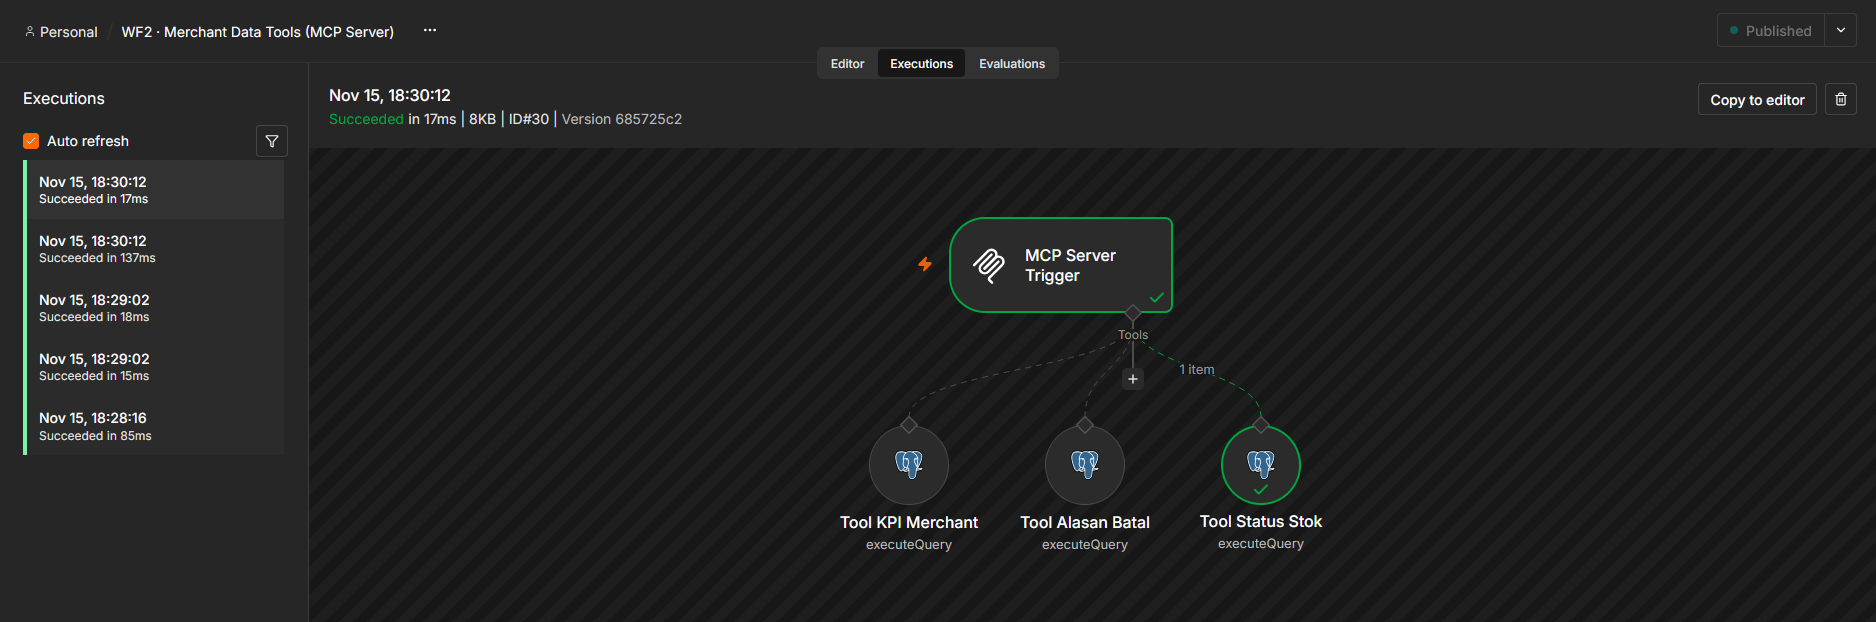 Personal / WF2 · Merchant Data Tools (MCP Server) ...
Published
Editor Executions Evaluations
Executions
Auto refresh
Nov 15, 18:30:12
Succeeded in 17ms
Nov 15, 18:30:12
Succeeded in 137ms
Nov 15, 18:29:02
Succeeded in 18ms
Nov 15, 18:29:02
Succeeded in 15ms
Nov 15, 18:28:16
Succeeded in 85ms
Nov 15, 18:30:12
Succeeded in 17ms | 8KB | ID#30 | Version 685725c2
Copy to editor
MCP Server
Trigger
Tools
+
1 item
Tool KPI Merchant
executeQuery
Tool Alasan Batal
executeQuery
Tool Status Stok
executeQuery